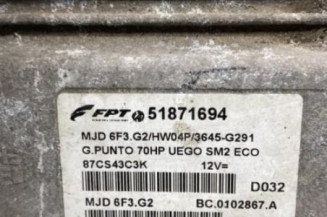 FPT 51871694
MJD 6F3.G2/HW04P/3645-G291
G.PUNTO 70HP UEGO SM2 ECO
87CS43C3K 12V=
D032
MJD 6F3.G2 BC.0102867.A